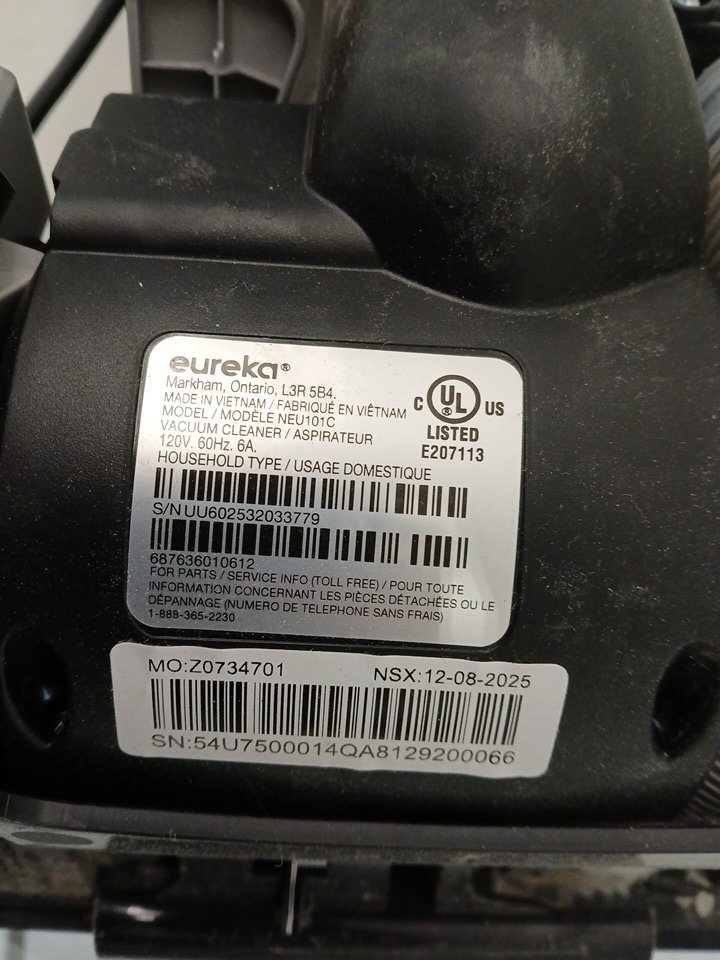 eureka®
Markham, Ontario, L3R 5B4,
MADE IN VIETNAM / FABRIQUÉ EN VIÊTNAM
MODEL / MODÈLE NEU101C
VACUUM CLEANER / ASPIRATEUR
120V. 60Hz. 6A.
HOUSEHOLD TYPE / USAGE DOMESTIQUE
C UL US
LISTED
E207113
S/N UU602532033779
687636010612
FOR PARTS / SERVICE INFO (TOLL FREE) / POUR TOUTE
INFORMATION CONCERNANT LES PIÈCES DÉTACHÉES OU LE
DÉPANNAGE (NUMERO DE TELEPHONE SANS FRAIS)
1-888-365-2230
MO:Z0734701 NSX:12-08-2025
SN:54U7500014QA8129200066